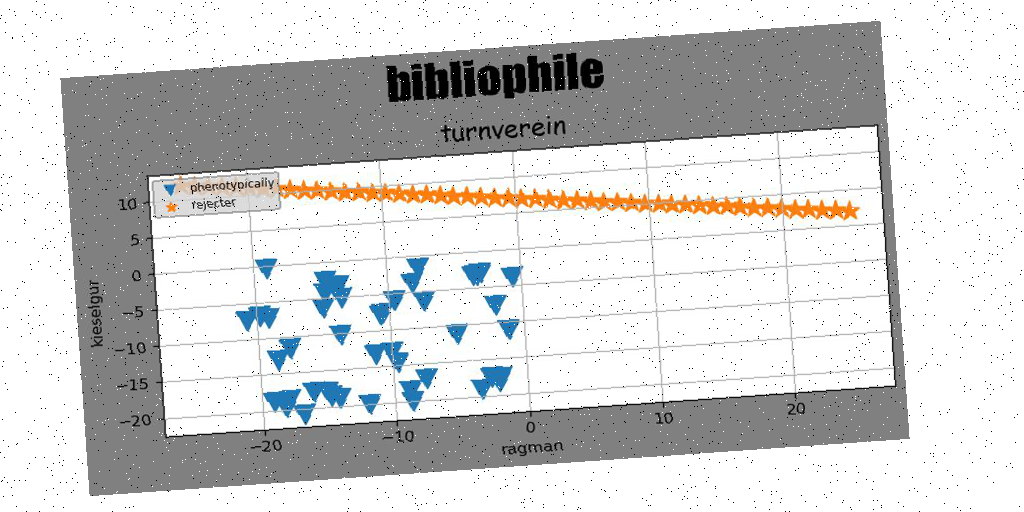 bibliophile
turnverein
phenotypically
rejecter
10
5
0
−5
−10
−15
−20
kieselgur
−20 −10 0 10 20
ragman